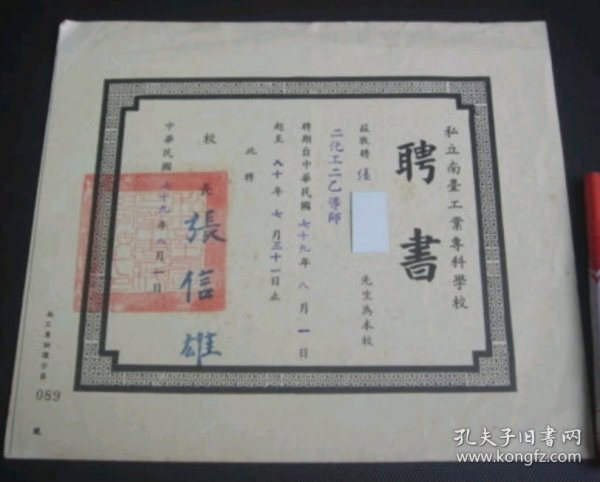 私立南臺工業專科學校
聘書
茲敦聘
先生為本校
二化工二乙導師
聘期自中華民國七十九年八月一日
起至八十年七月三十一日止
此聘
校長張信雄
中華民國七十九年八月一日
089
號
孔夫子旧书网
www.kongfz.com